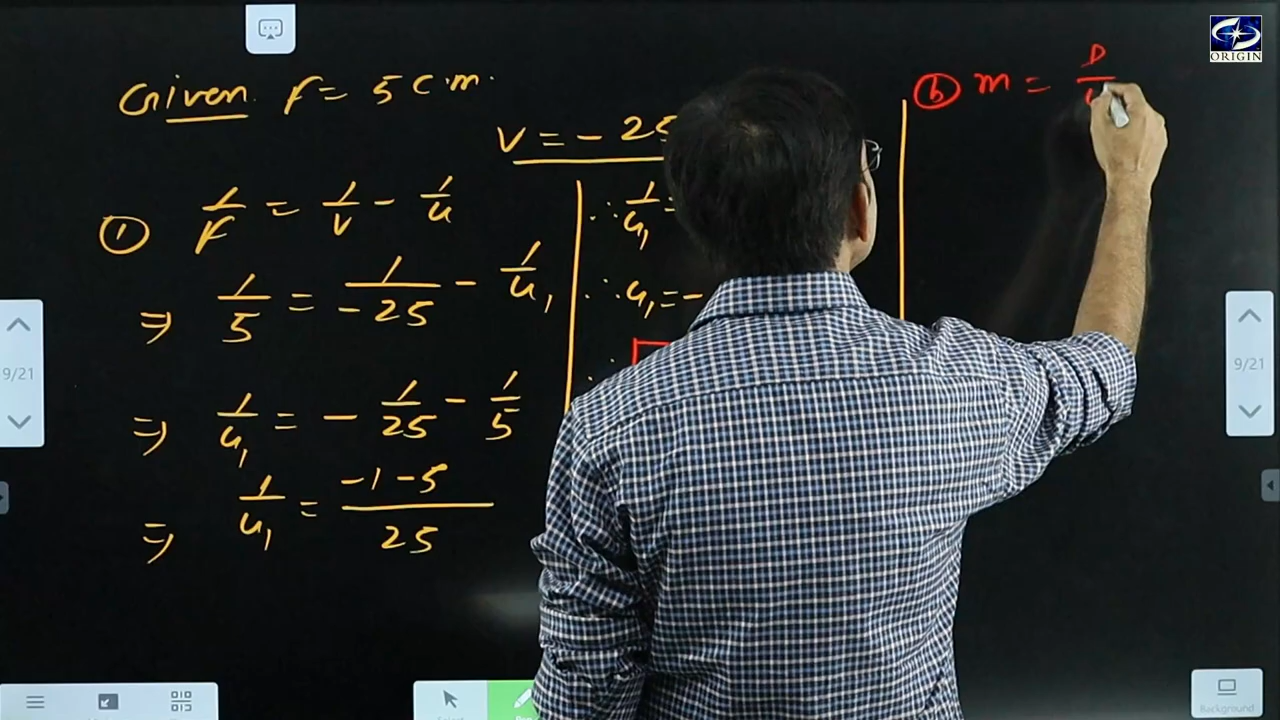 Given F = 5 cm.
V = - 25
① 1/F = 1/V - 1/u
⇒ 1/5 = 1/-25 - 1/u₁
⇒ 1/u₁ = - 1/25 - 1/5
⇒ 1/u₁ = -1-5/25
∴ 1/u₁ =
∴ u₁ = -
ⓑ m = D/
ORIGIN
9/21
9/21
Background